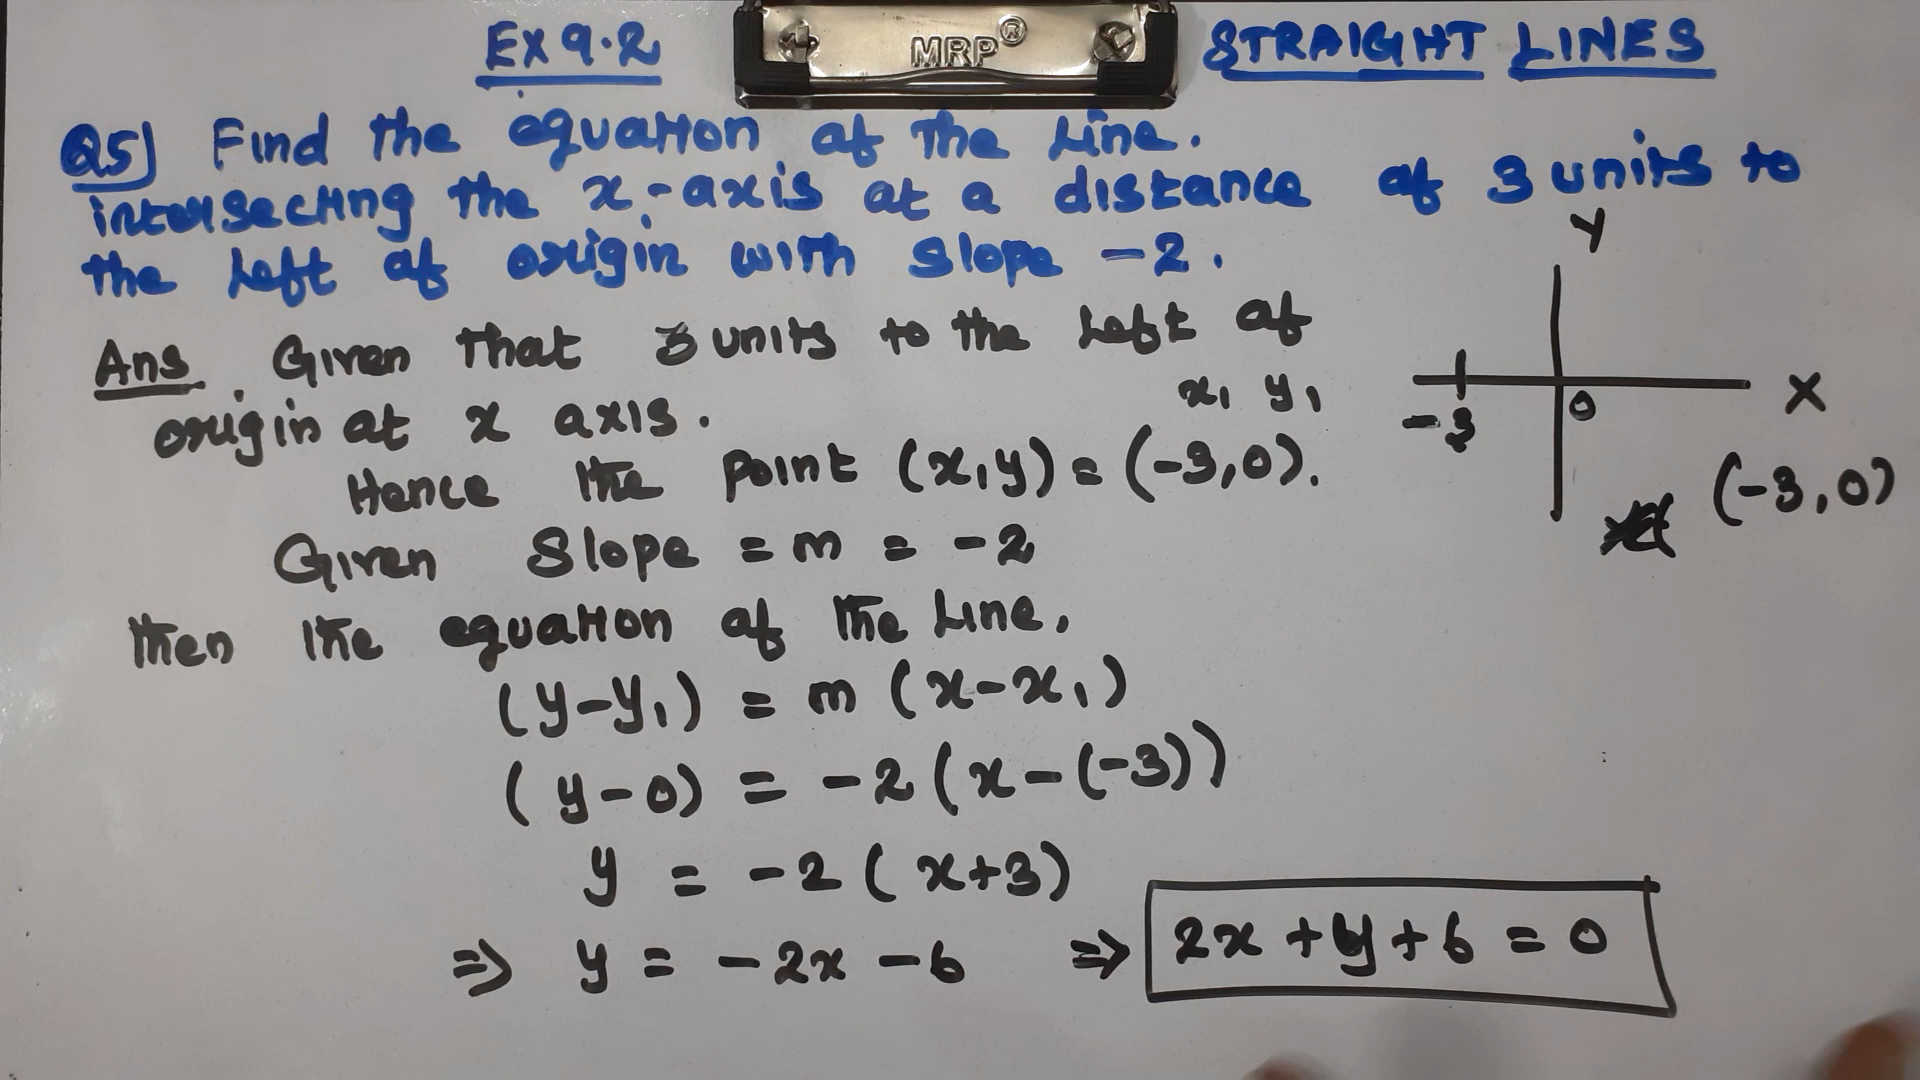 EX 9.2
MRP®
STRAIGHT LINES
Q5) Find the equation of the line.
intersecting the x-axis at a distance of 3 units to
the left of origin with slope -2.
Ans. Given that 3 units to the left of
origin at x axis.
x₁ y₁
Hence the point (x,y) = (-3,0).
Given Slope = m = -2
Then the equation of the line,
(y-y₁) = m (x-x₁)
(y-0) = -2(x-(-3))
y = -2(x+3)
⇒ y = -2x -6 ⇒ 2x + y + 6 = 0
Y
X
0
-3
(-3,0)